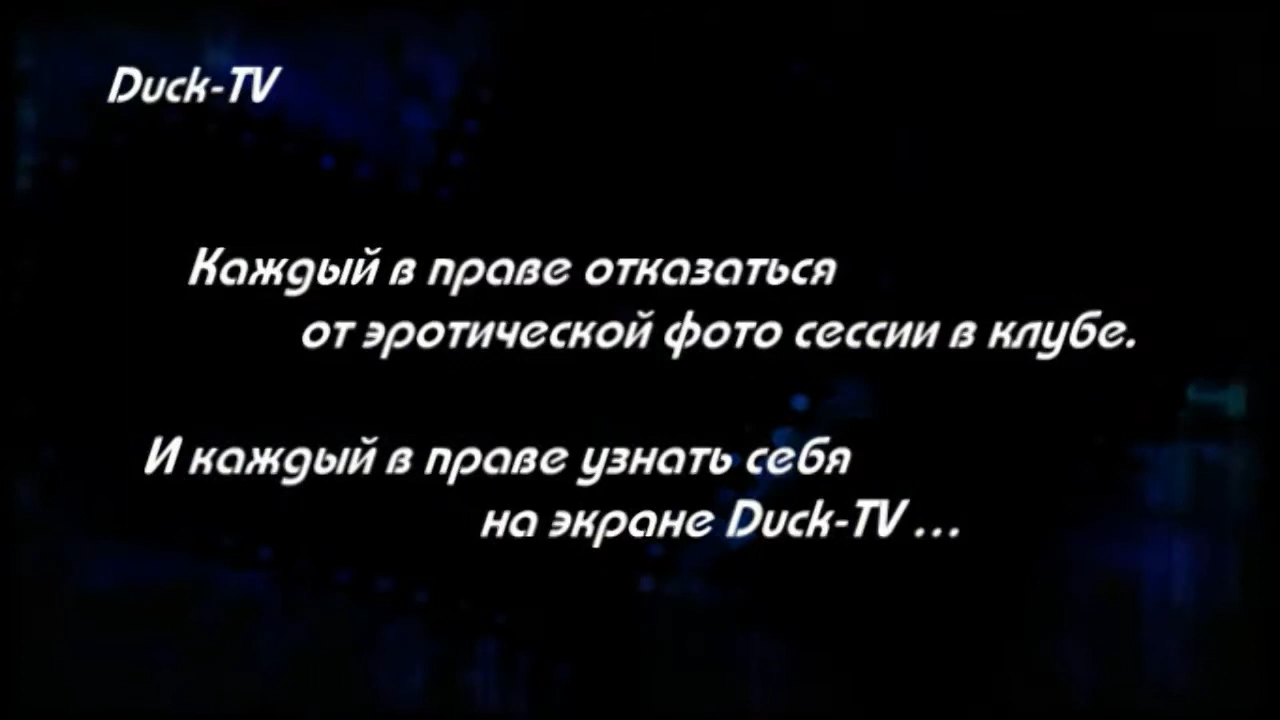 Duck-TV
Каждый в праве отказаться
от эротической фото сессии в клубе.
И каждый в праве узнать себя
на экране Duck-TV ...